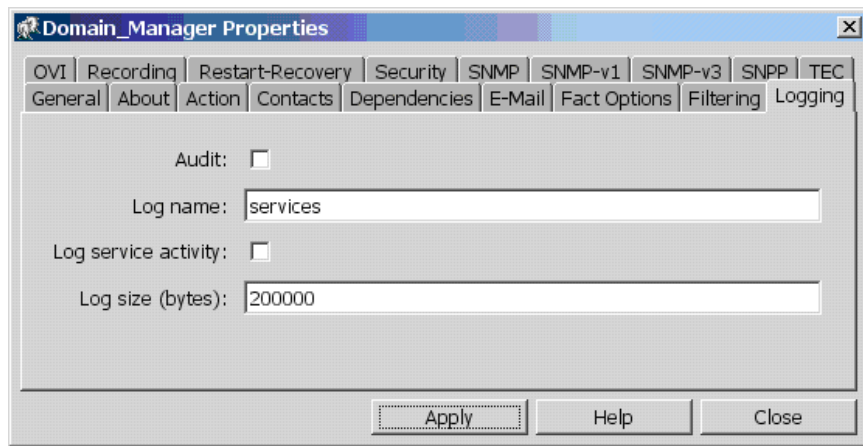 Domain_Manager Properties
OVI Recording Restart-Recovery Security SNMP SNMP-v1 SNMP-v3 SNPP TEC
General About Action Contacts Dependencies E-Mail Fact Options Filtering Logging
Audit:
Log name: services
Log service activity:
Log size (bytes): 200000
Apply Help Close